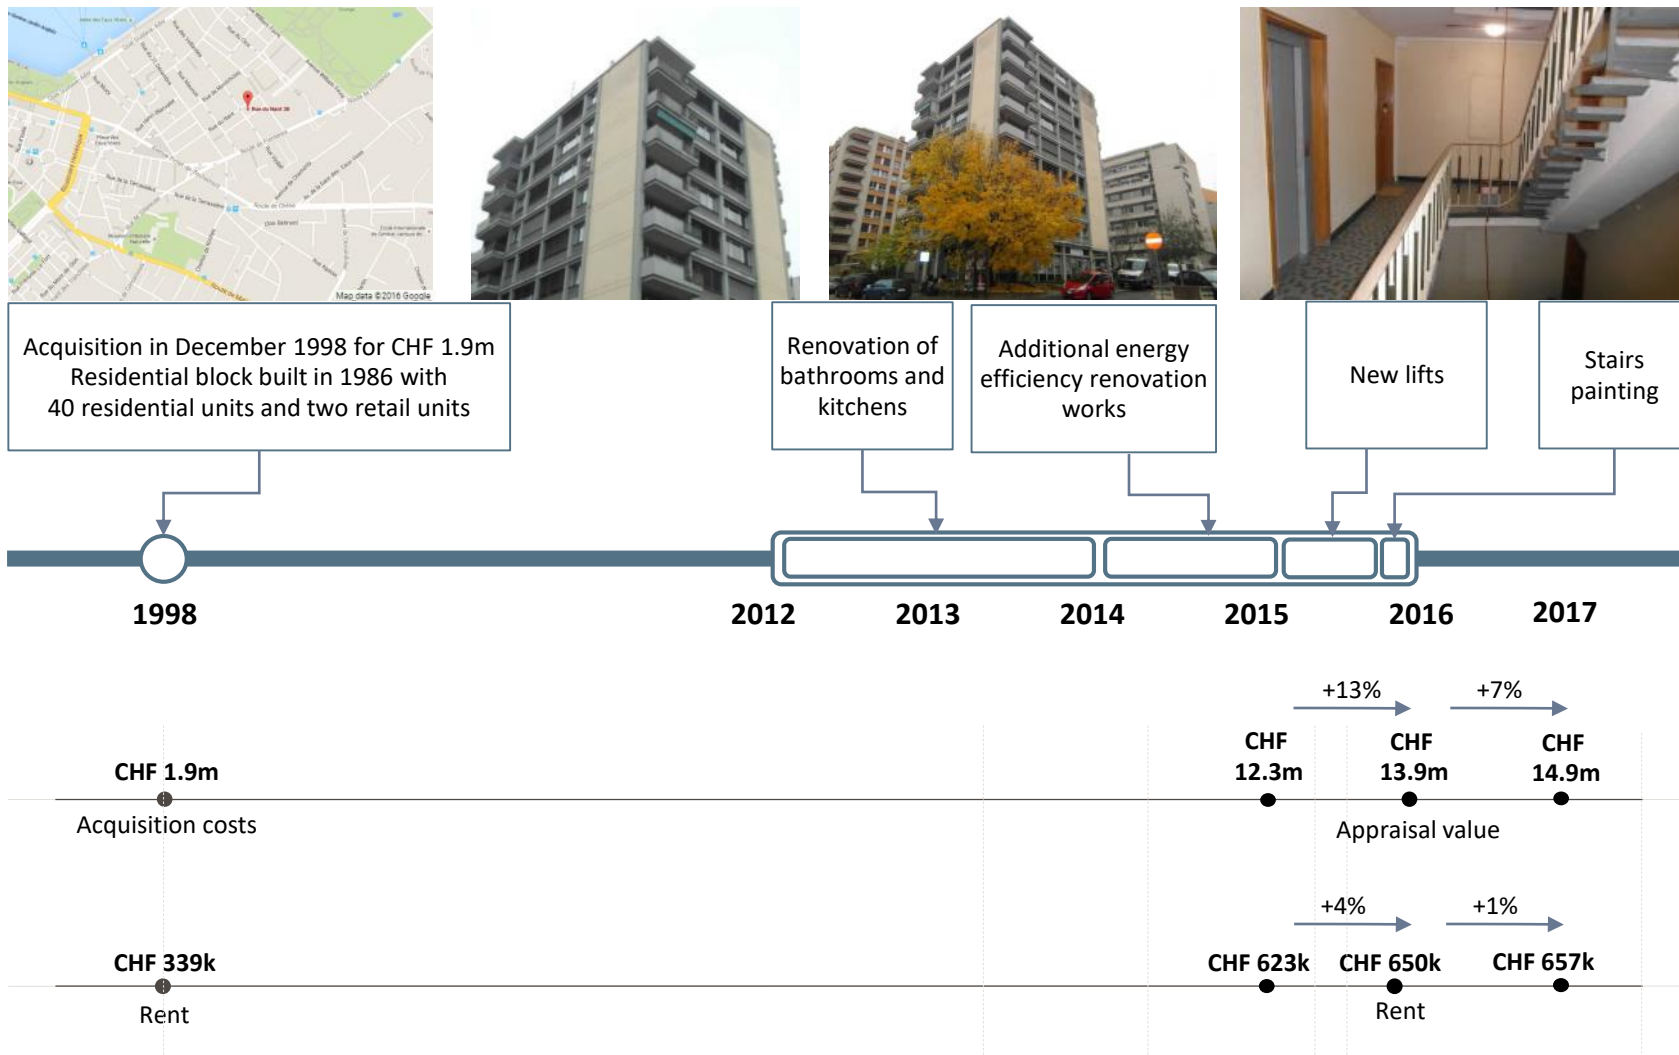 Rue du Nant 30
Map data ©2016 Google
Acquisition in December 1998 for CHF 1.9m
Residential block built in 1986 with
40 residential units and two retail units
Renovation of
bathrooms and
kitchens
Additional energy
efficiency renovation
works
New lifts
Stairs
painting
1998
2012
2013
2014
2015
2016
2017
+13%
+7%
CHF 1.9m
CHF
12.3m
CHF
13.9m
CHF
14.9m
Acquisition costs
Appraisal value
+4%
+1%
CHF 339k
CHF 623k
CHF 650k
CHF 657k
Rent
Rent